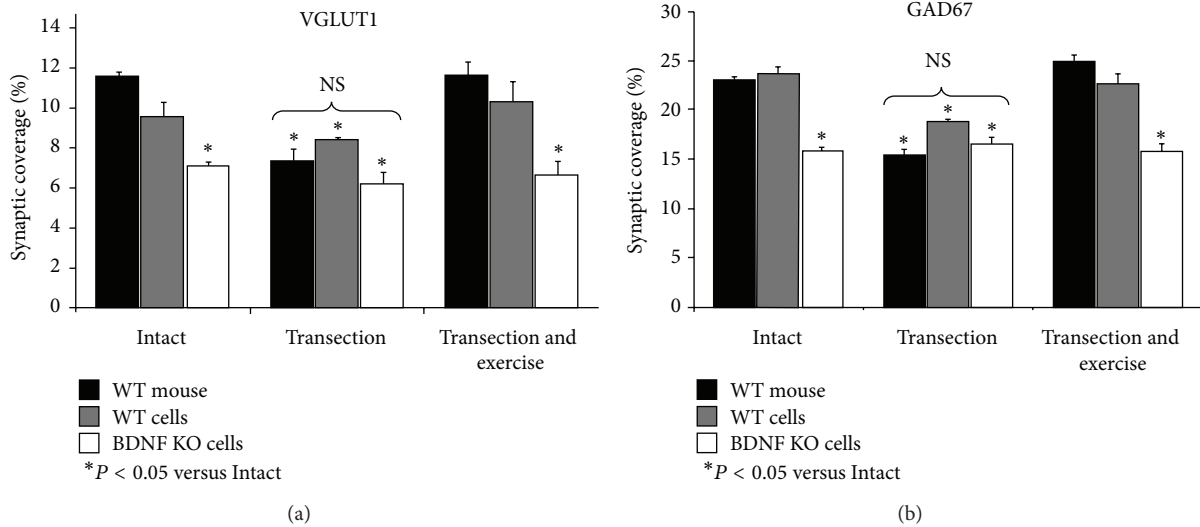 VGLUT1
Synaptic coverage (%)
14
12
10
8
6
4
2
0
NS
*
*
*
*
*
Intact
Transection
Transection and
exercise
WT mouse
WT cells
BDNF KO cells
*P < 0.05 versus Intact
(a)
GAD67
Synaptic coverage (%)
30
25
20
15
10
5
0
NS
*
*
*
*
*
Intact
Transection
Transection and
exercise
WT mouse
WT cells
BDNF KO cells
*P < 0.05 versus Intact
(b)